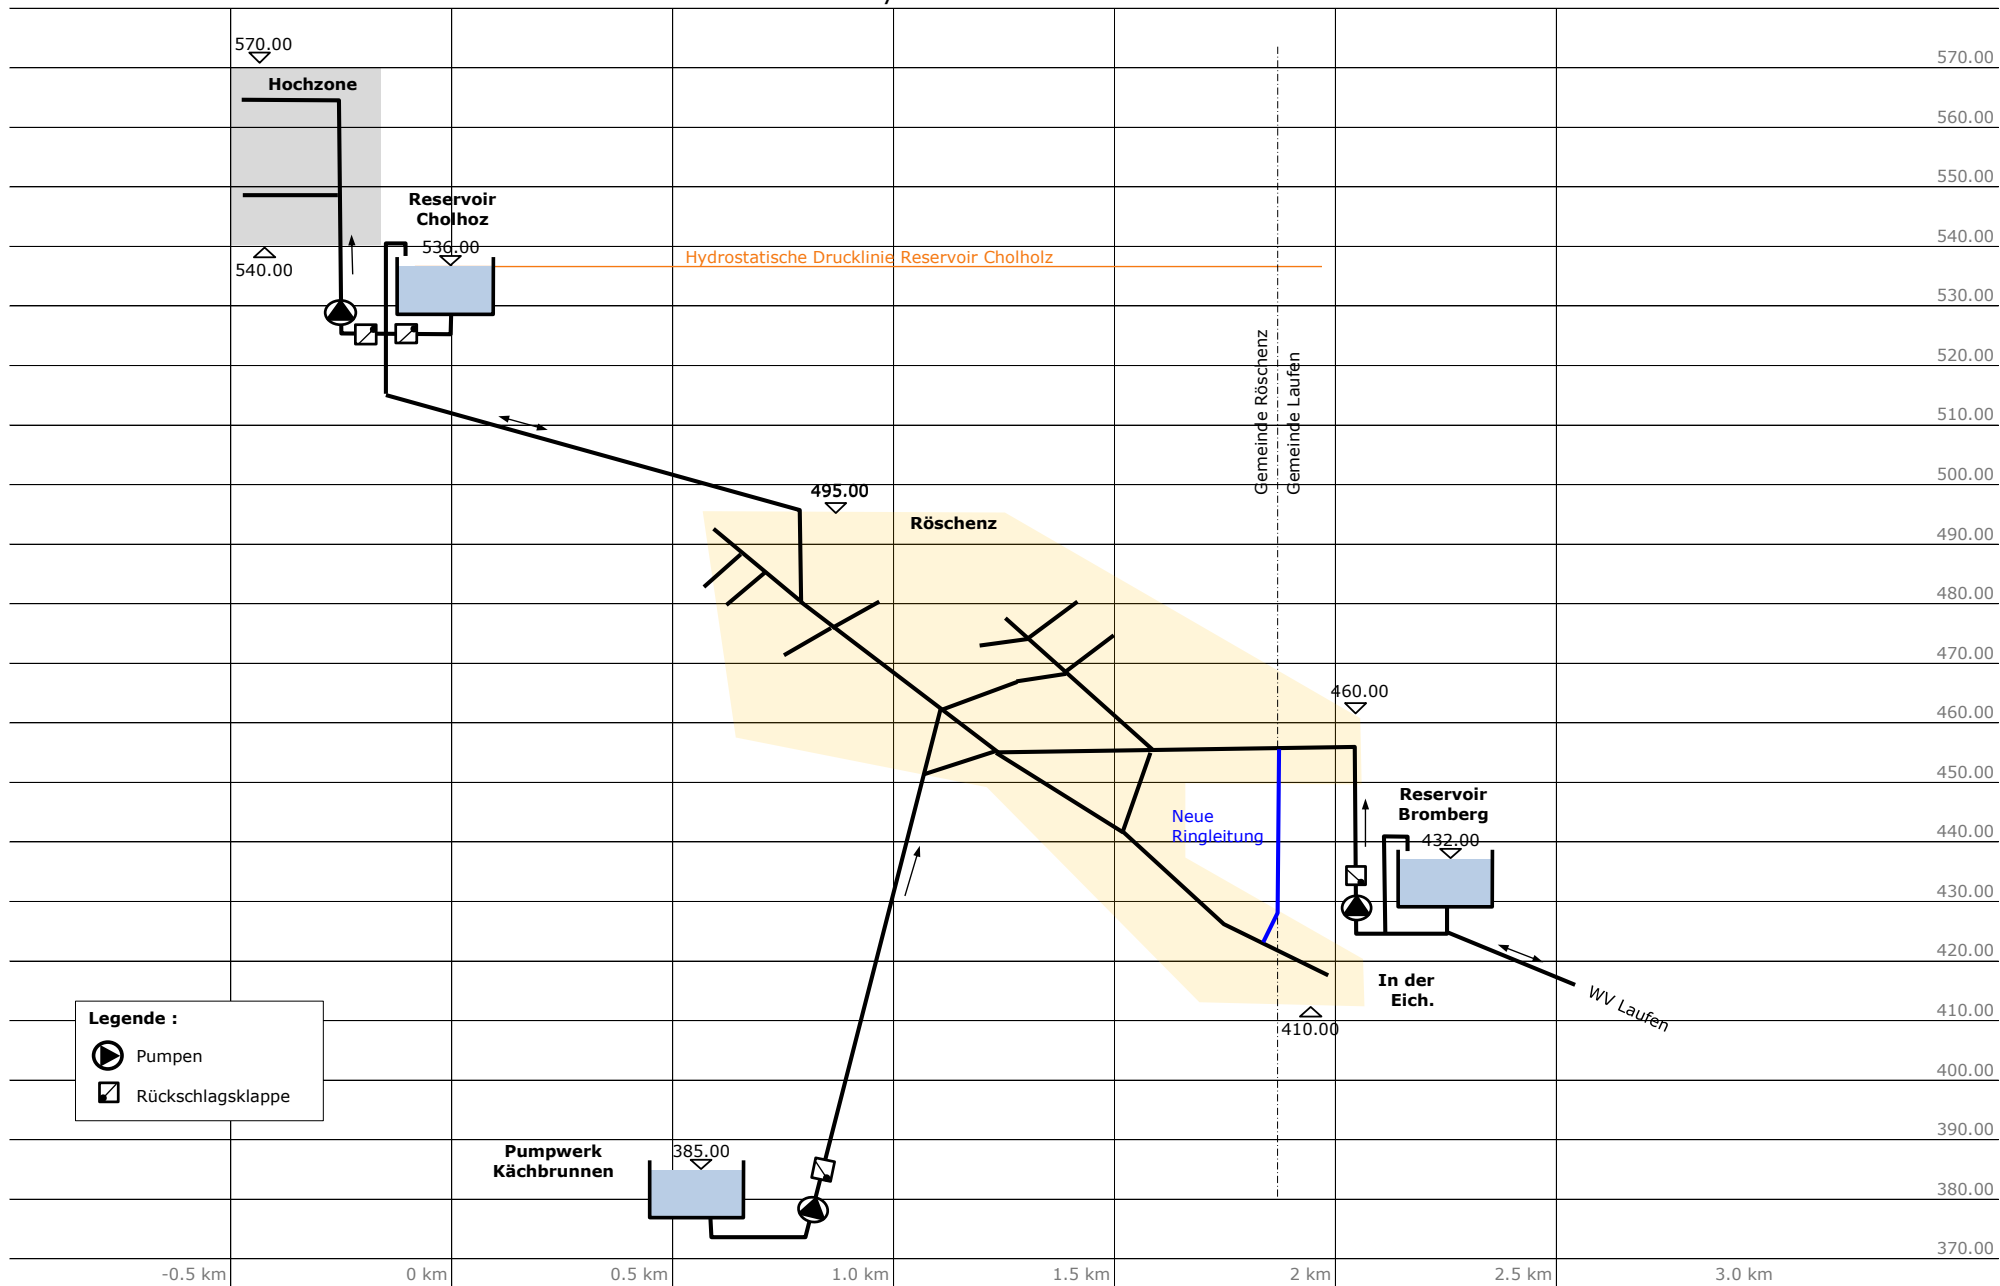 570.00
Hochzone
540.00
Reservoir
Cholhoz
536.00
Hydrostatische Drucklinie Reservoir Cholholz
Gemeinde Röschenz
Gemeinde Laufen
495.00
Röschenz
460.00
Neue
Ringleitung
Reservoir
Bromberg
432.00
In der
Eich.
410.00
WV Laufen
Legende :
Pumpen
Rückschlagsklappe
Pumpwerk
Kächbrunnen
385.00
570.00
560.00
550.00
540.00
530.00
520.00
510.00
500.00
490.00
480.00
470.00
460.00
450.00
440.00
430.00
420.00
410.00
400.00
390.00
380.00
370.00
-0.5 km
0 km
0.5 km
1.0 km
1.5 km
2 km
2.5 km
3.0 km